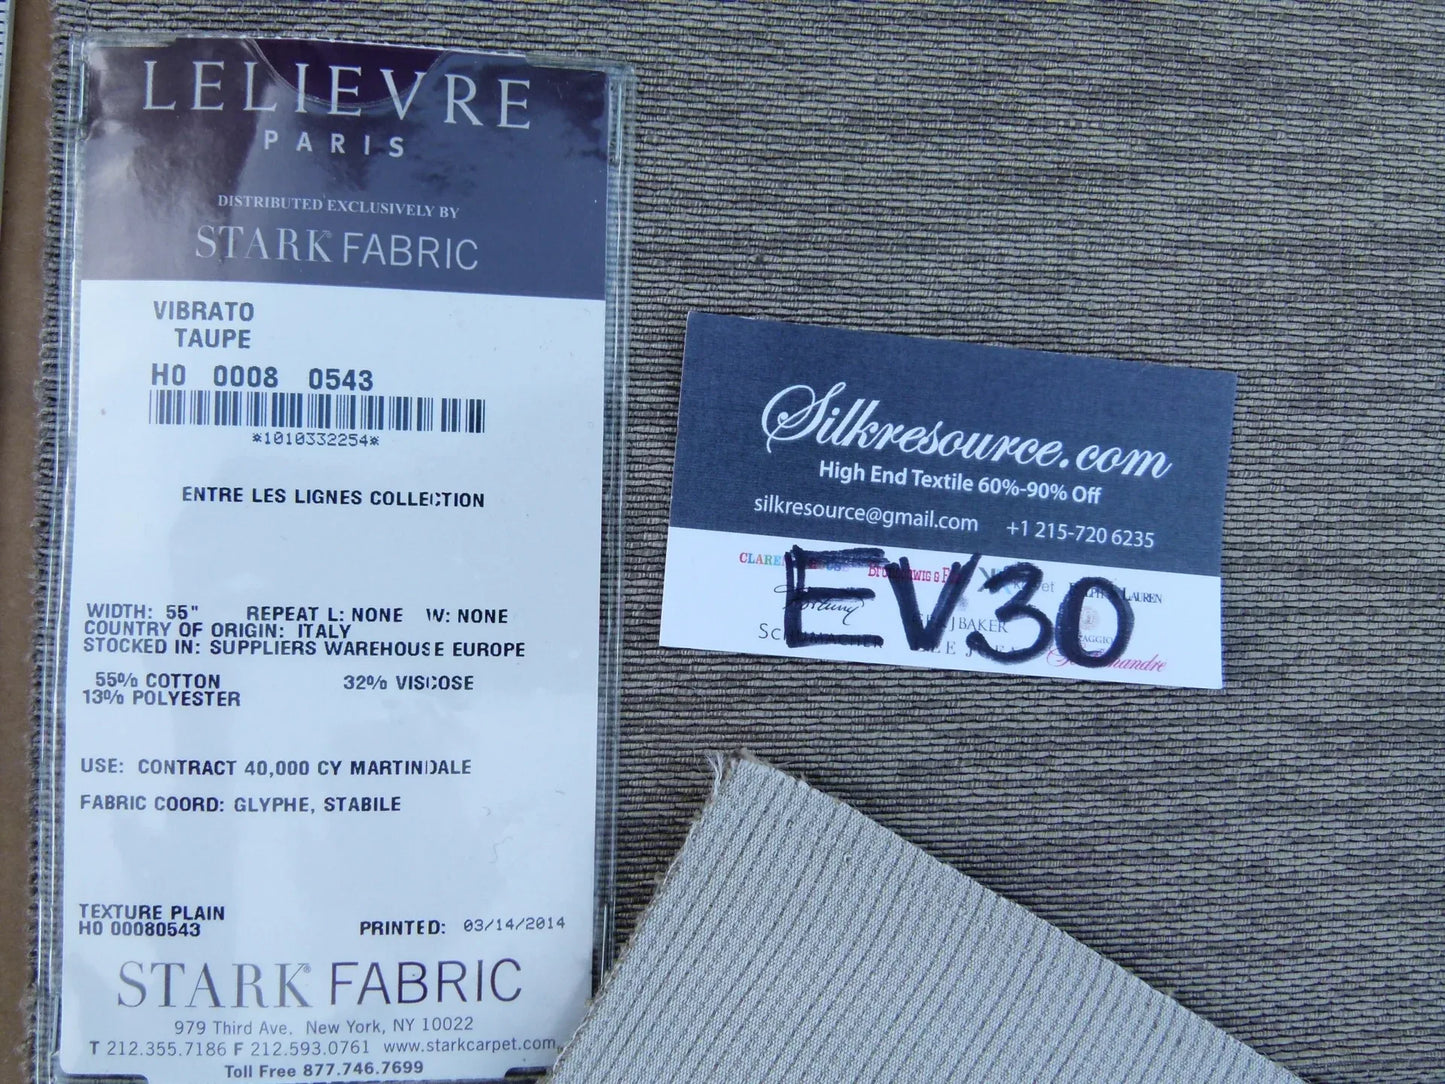 LELIEVRE
PARIS
DISTRIBUTED EXCLUSIVELY BY
STARK® FABRIC
VIBRATO
TAUPE
H0 0008 0543
*1010332254*
ENTRE LES LIGNES COLLECTION
WIDTH: 55" REPEAT L: NONE W: NONE
COUNTRY OF ORIGIN: ITALY
STOCKED IN: SUPPLIERS WAREHOUSE EUROPE
55% COTTON 32% VISCOSE
13% POLYESTER
USE: CONTRACT 40,000 CY MARTINDALE
FABRIC COORD: GLYPHE, STABILE
TEXTURE PLAIN
H0 00080543 PRINTED: 03/14/2014
STARK® FABRIC
979 Third Ave. New York, NY 10022
T 212.355.7186 F 212.593.0761 www.starkcarpet.com
Toll Free 877.746.7699
Silkresource.com
High End Textile 60%-90% Off
silkresource@gmail.com +1 215-720 6235
EV30
LAUREN
BAKER